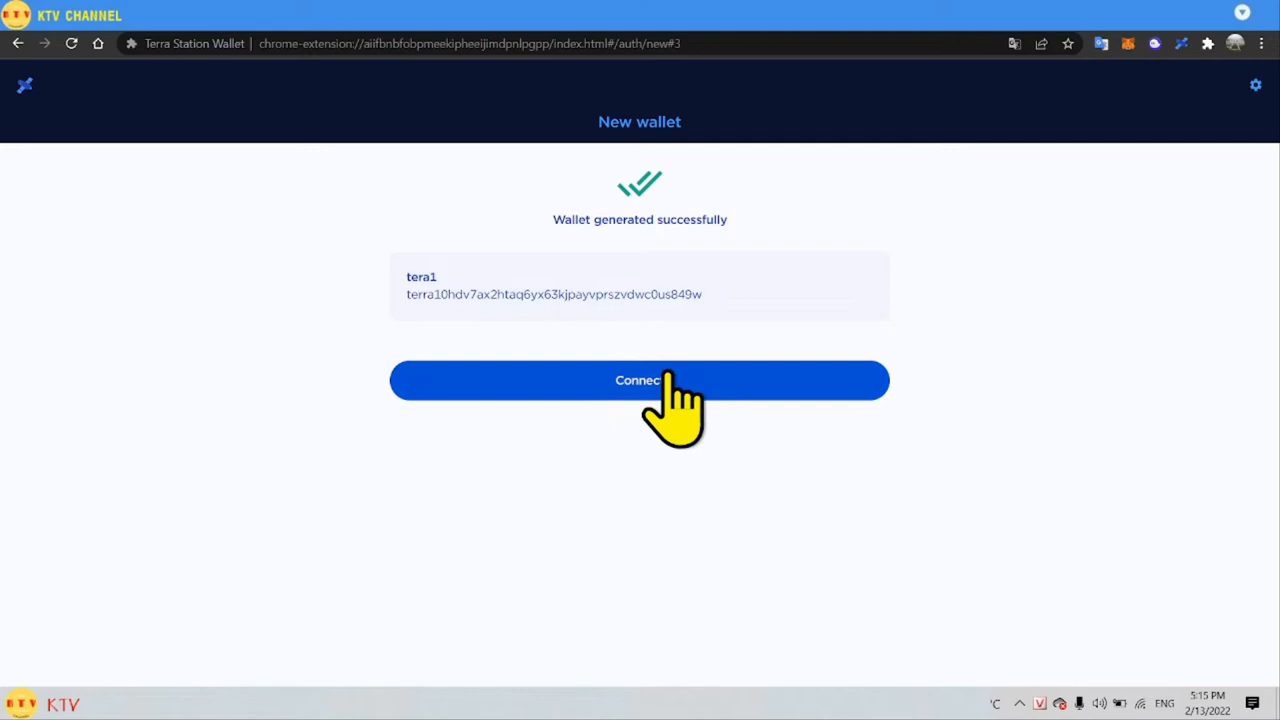 KTV CHANNEL
Terra Station Wallet | chrome-extension://aiifbnbfobpmeekipheeijimdpnlpgpp/index.html#/auth/new#3
New wallet
Wallet generated successfully
tera1
terra10hdv7ax2htaq6yx63kjpayvprszvdwc0us849w
Connec
KTV
°C
V
ENG
5:15 PM
2/13/2022